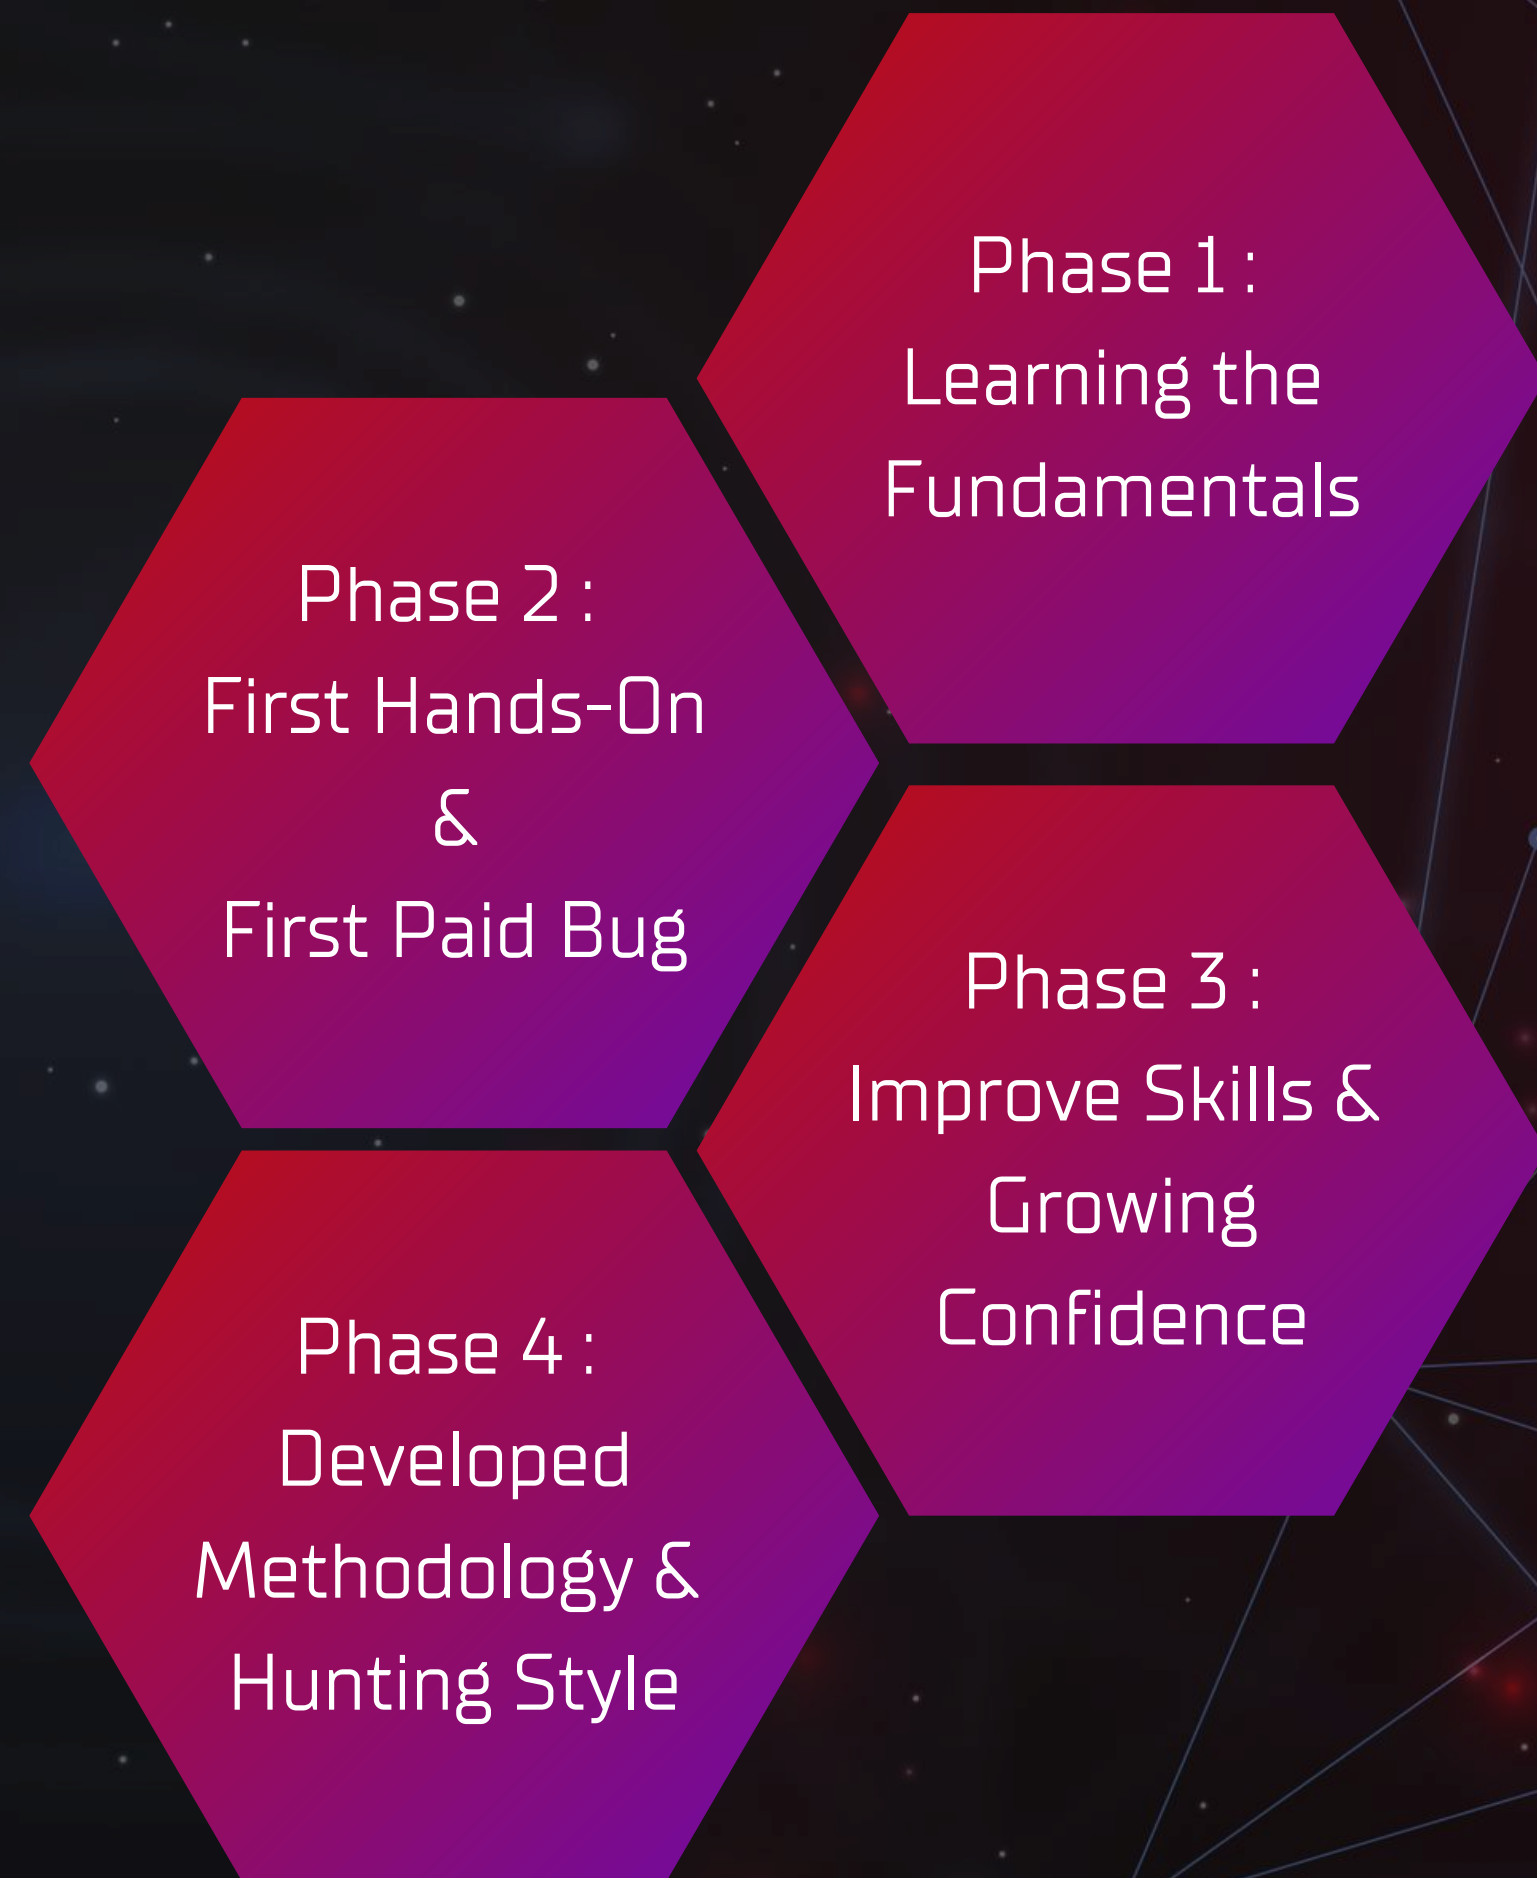 Phase 1 :
Learning the
Fundamentals
Phase 2 :
First Hands-On
&
First Paid Bug
Phase 3 :
Improve Skills &
Growing
Confidence
Phase 4 :
Developed
Methodology &
Hunting Style